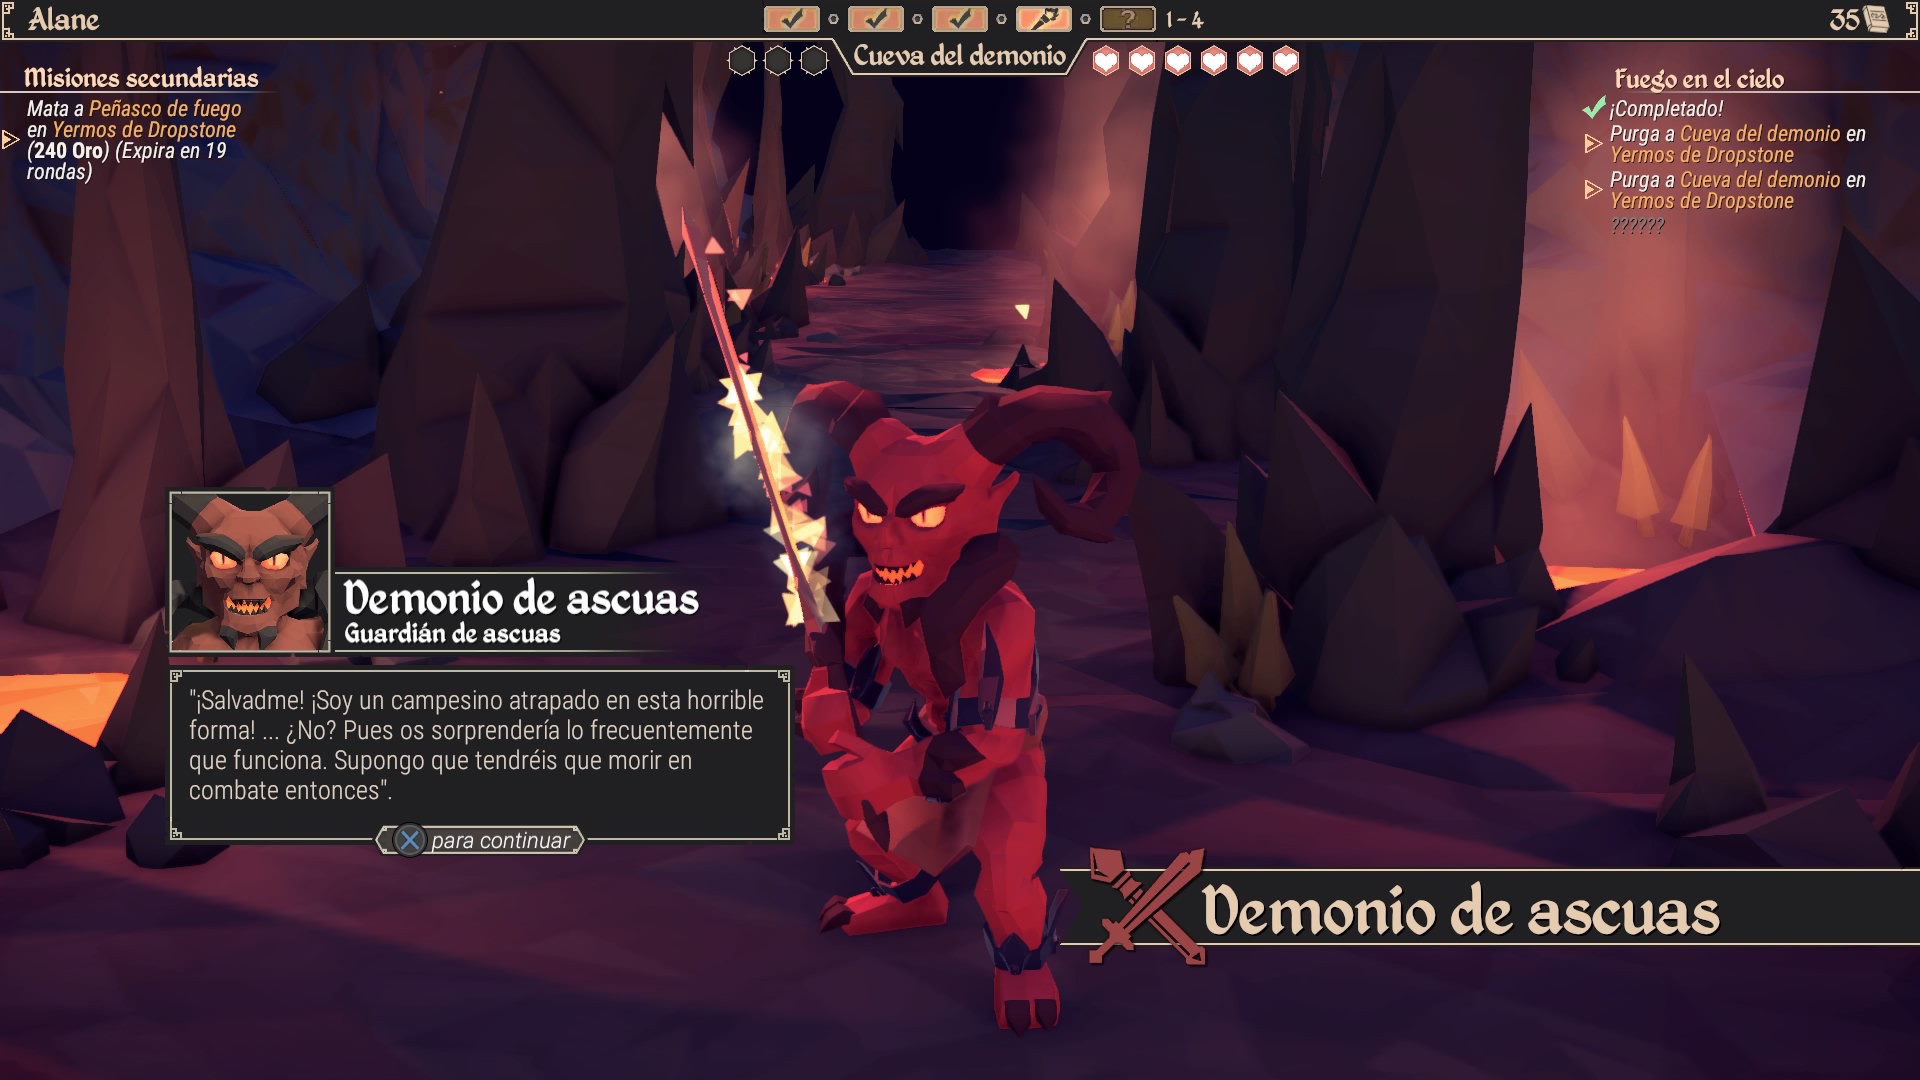 Alane
? 1-4
35
Cueva del demonio
Misiones secundarias
Mata a Peñasco de fuego
en Yermos de Dropstone
(240 Oro) (Expira en 19
rondas)
Fuego en el cielo
¡Completado!
Purga a Cueva del demonio en
Yermos de Dropstone
Purga a Cueva del demonio en
Yermos de Dropstone
??????
Demonio de ascuas
Guardián de ascuas
"¡Salvadme! ¡Soy un campesino atrapado en esta horrible
forma! ... ¿No? Pues os sorprendería lo frecuentemente
que funciona. Supongo que tendréis que morir en
combate entonces".
para continuar
Demonio de ascuas